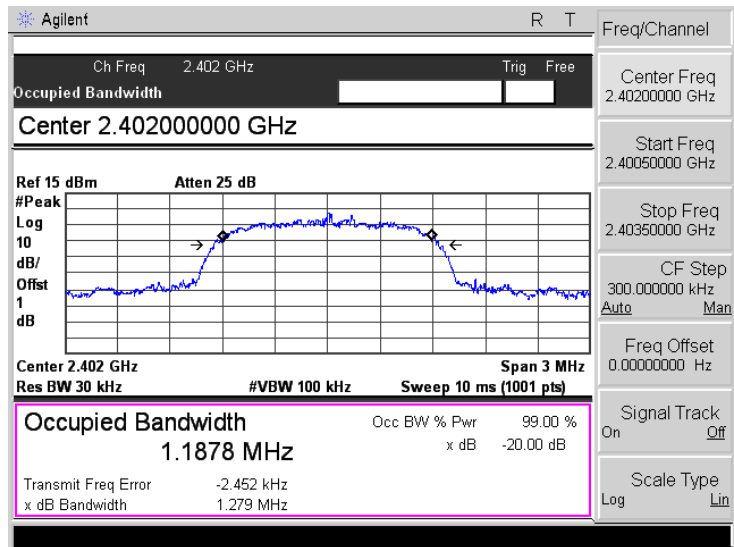 Agilent R T
Ch Freq 2.402 GHz Trig Free
Occupied Bandwidth
Center 2.402000000 GHz
Ref 15 dBm Atten 25 dB
#Peak
Log
10
dB/
Offst
1
dB
Center 2.402 GHz Span 3 MHz
Res BW 30 kHz #VBW 100 kHz Sweep 10 ms (1001 pts)
Occupied Bandwidth
1.1878 MHz
Occ BW % Pwr 99.00 %
x dB -20.00 dB
Transmit Freq Error -2.452 kHz
x dB Bandwidth 1.279 MHz
Freq/Channel
Center Freq
2.40200000 GHz
Start Freq
2.40050000 GHz
Stop Freq
2.40350000 GHz
CF Step
300.000000 kHz
Auto Man
Freq Offset
0.00000000 Hz
Signal Track
On Off
Scale Type
Log Lin